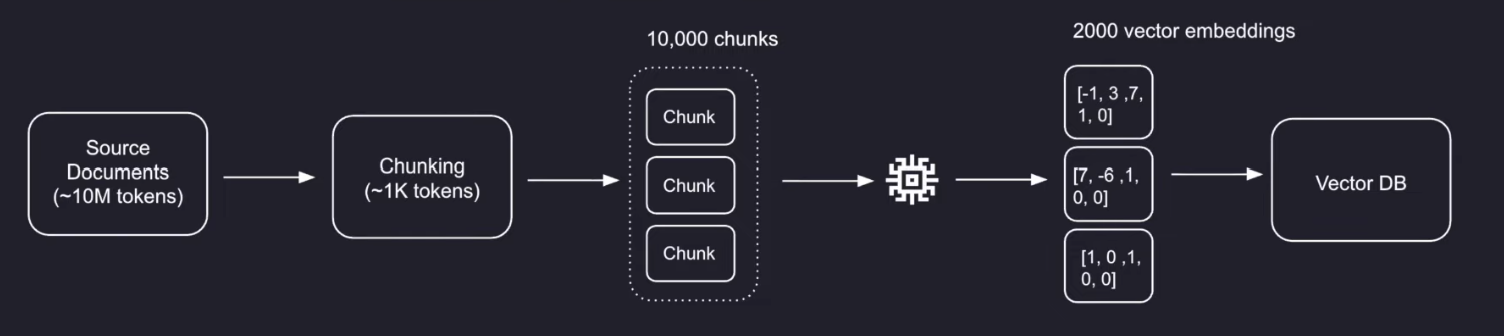 Source
Documents
(~10M tokens)
Chunking
(~1K tokens)
10,000 chunks
Chunk
Chunk
Chunk
2000 vector embeddings
[-1, 3 ,7,
1, 0]
[7, -6 ,1,
0, 0]
[1, 0 ,1,
0, 0]
Vector DB